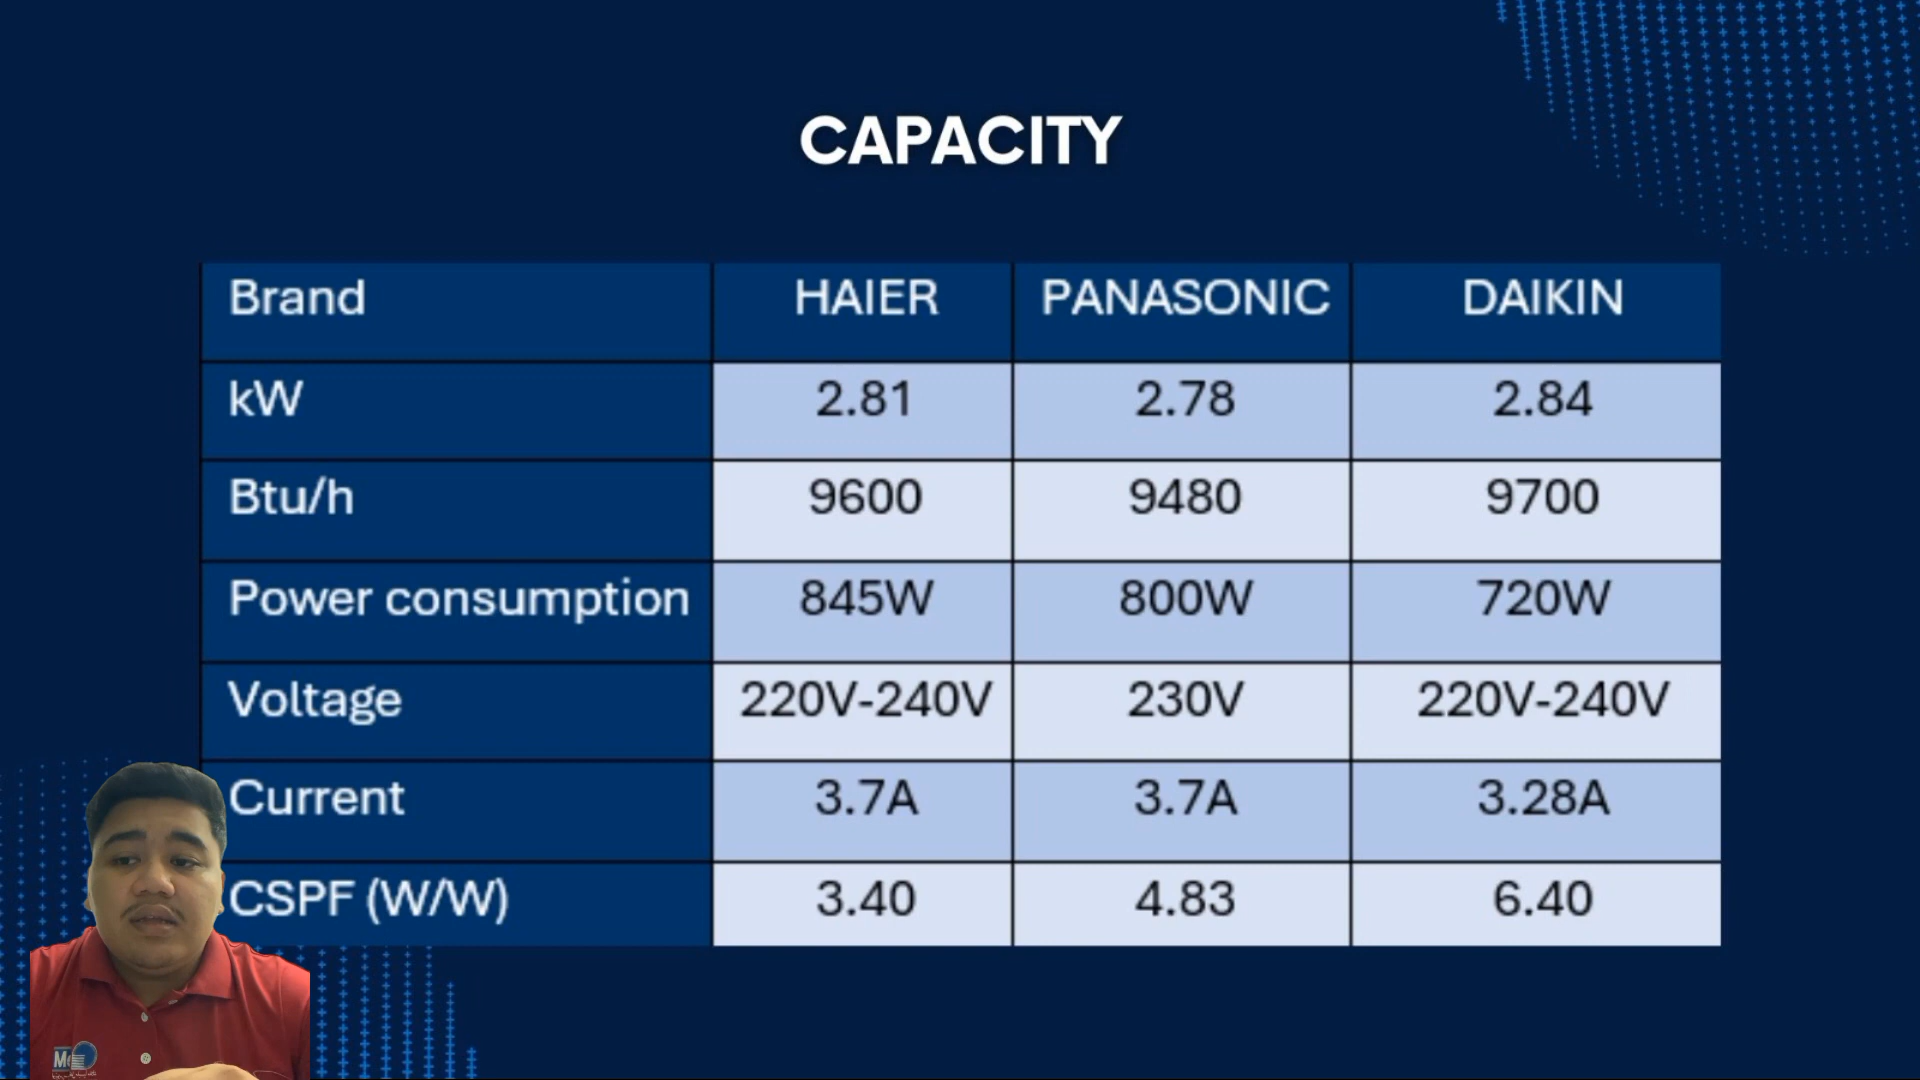 CAPACITY
Brand HAIER PANASONIC DAIKIN
kW 2.81 2.78 2.84
Btu/h 9600 9480 9700
Power consumption 845W 800W 720W
Voltage 220V-240V 230V 220V-240V
Current 3.7A 3.7A 3.28A
CSPF (W/W) 3.40 4.83 6.40